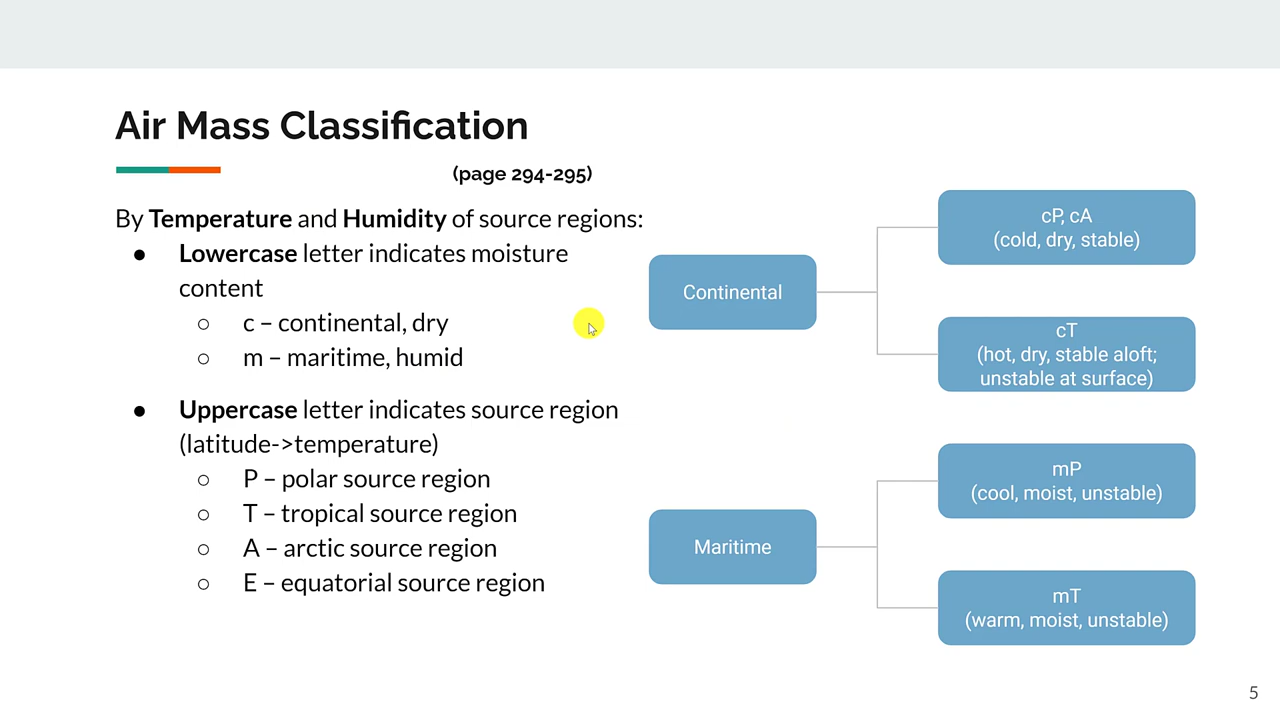 Air Mass Classification
(page 294-295)
By Temperature and Humidity of source regions:
● Lowercase letter indicates moisture
content
○ c – continental, dry
○ m – maritime, humid
● Uppercase letter indicates source region
(latitude->temperature)
○ P – polar source region
○ T – tropical source region
○ A – arctic source region
○ E – equatorial source region
Continental
cP, cA
(cold, dry, stable)
cT
(hot, dry, stable aloft;
unstable at surface)
Maritime
mP
(cool, moist, unstable)
mT
(warm, moist, unstable)
5